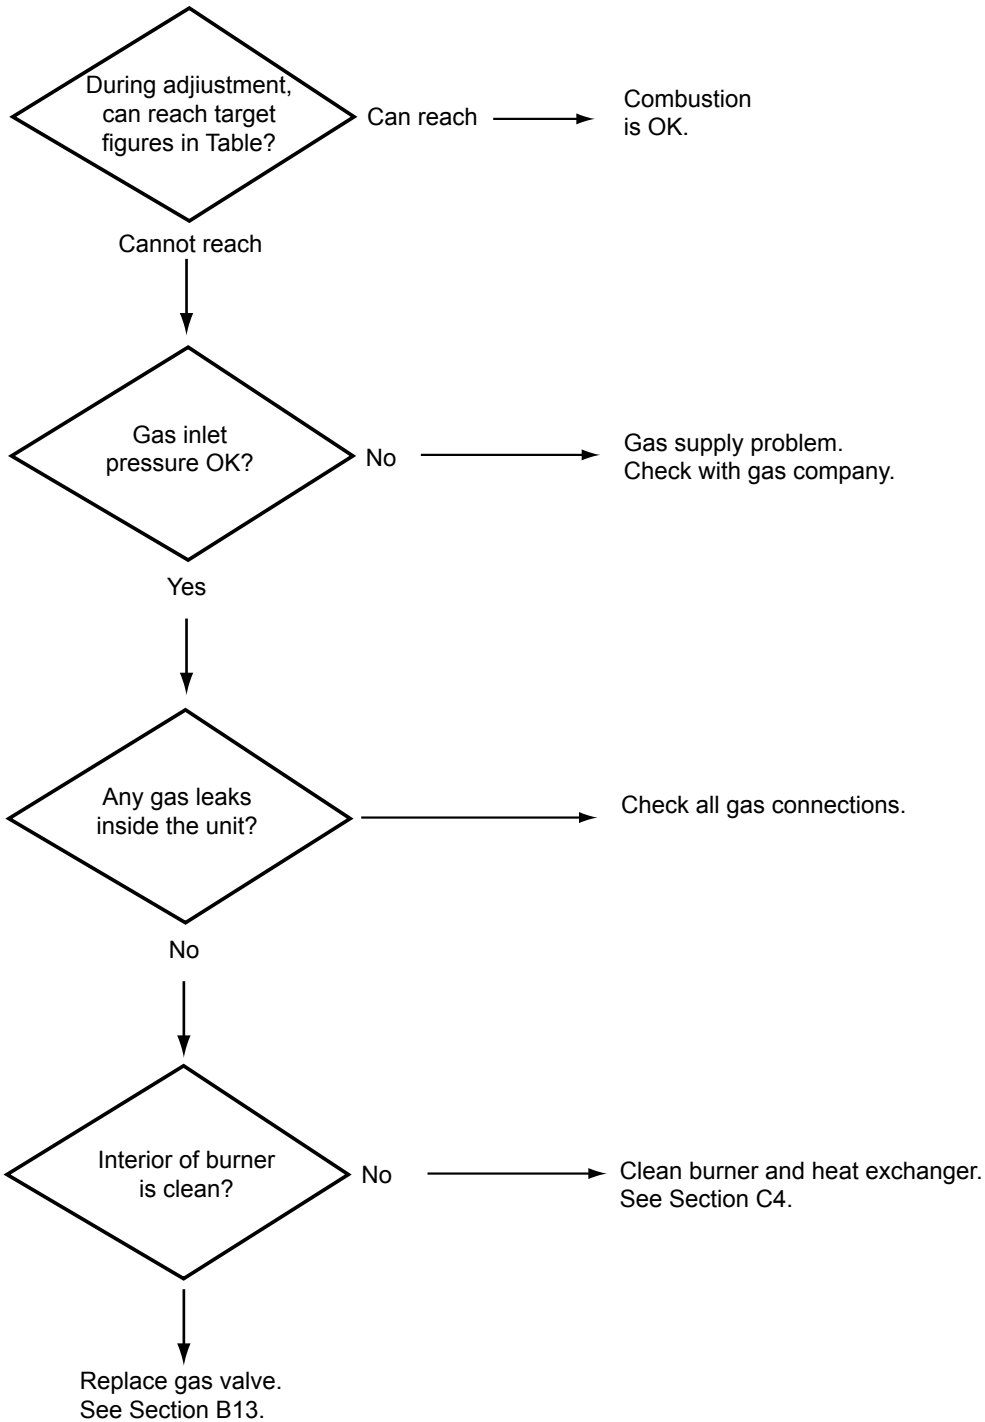 During adjiustment,
can reach target
figures in Table?
Can reach
Combustion
is OK.
Cannot reach
Gas inlet
pressure OK?
No
Gas supply problem.
Check with gas company.
Yes
Any gas leaks
inside the unit?
Check all gas connections.
No
Interior of burner
is clean?
No
Clean burner and heat exchanger.
See Section C4.
Replace gas valve.
See Section B13.